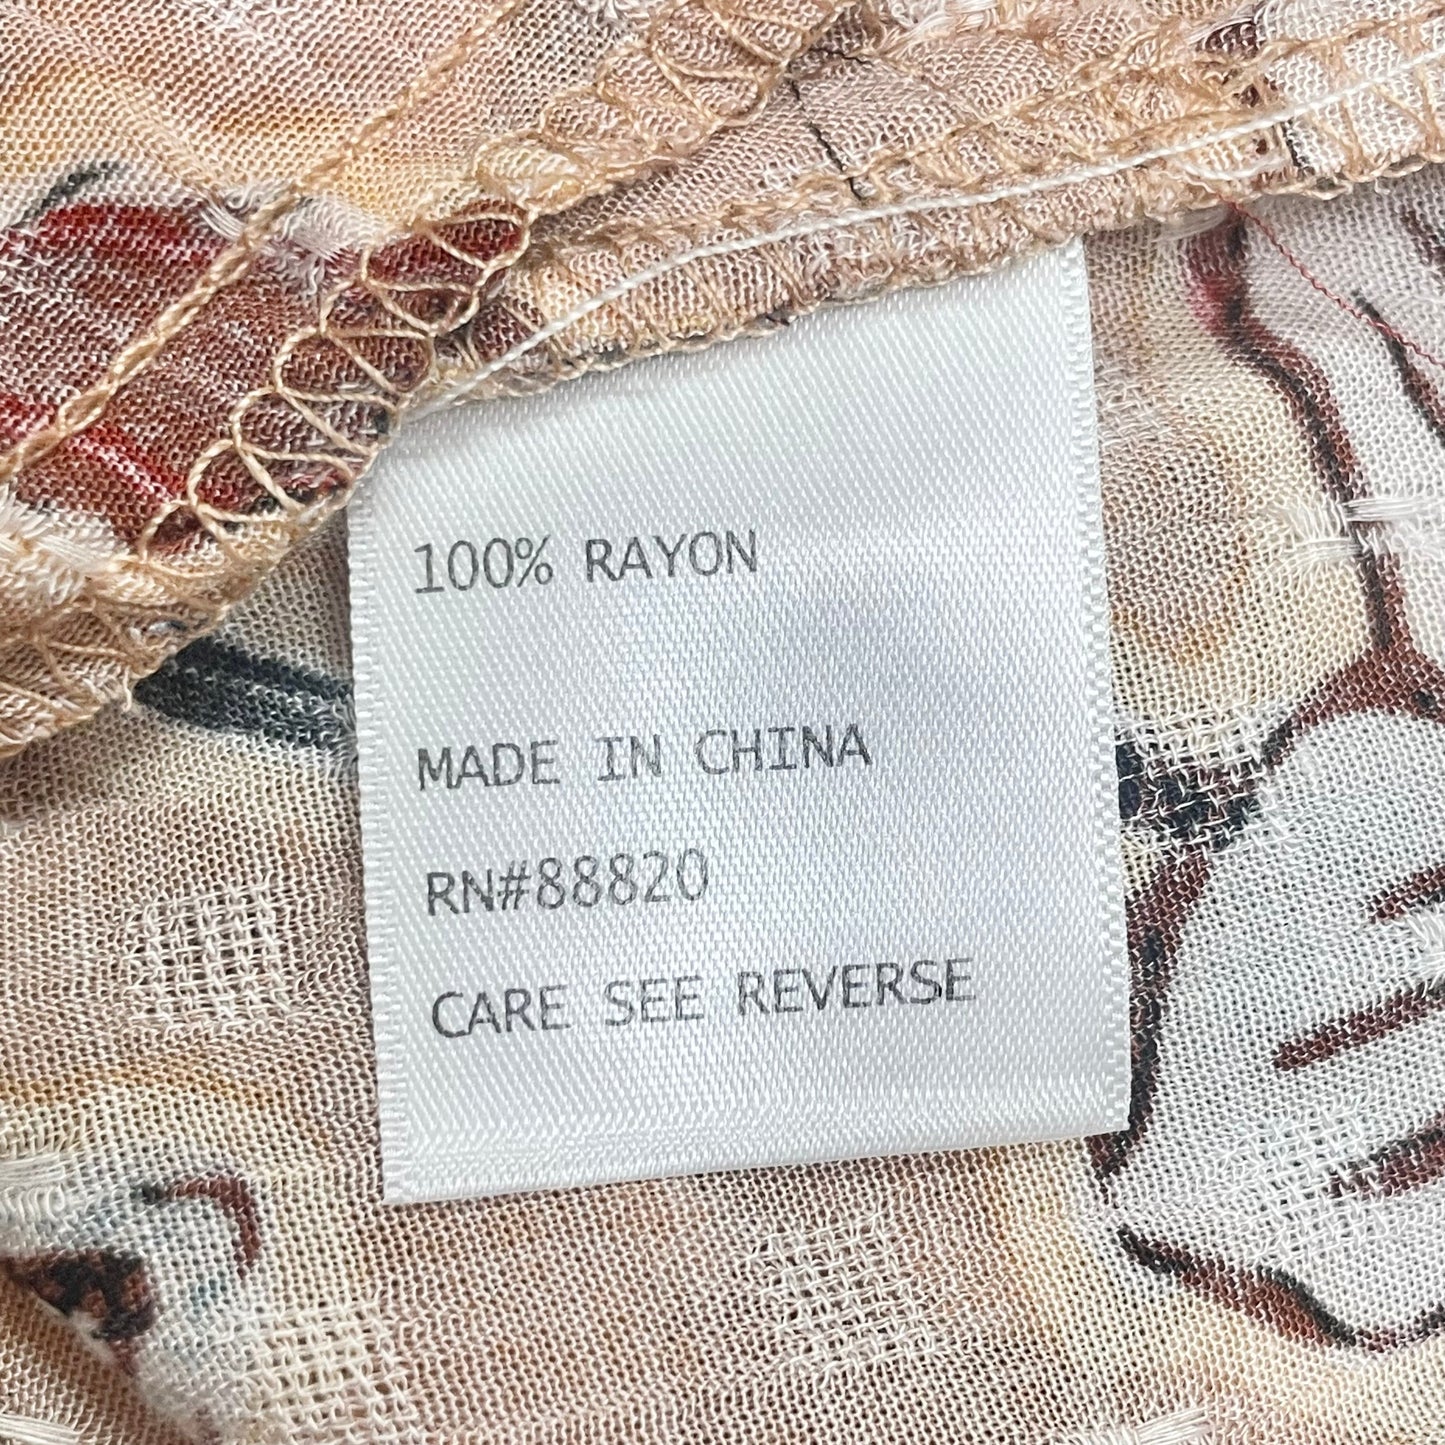 100% RAYON
MADE IN CHINA
RN#88820
CARE SEE REVERSE